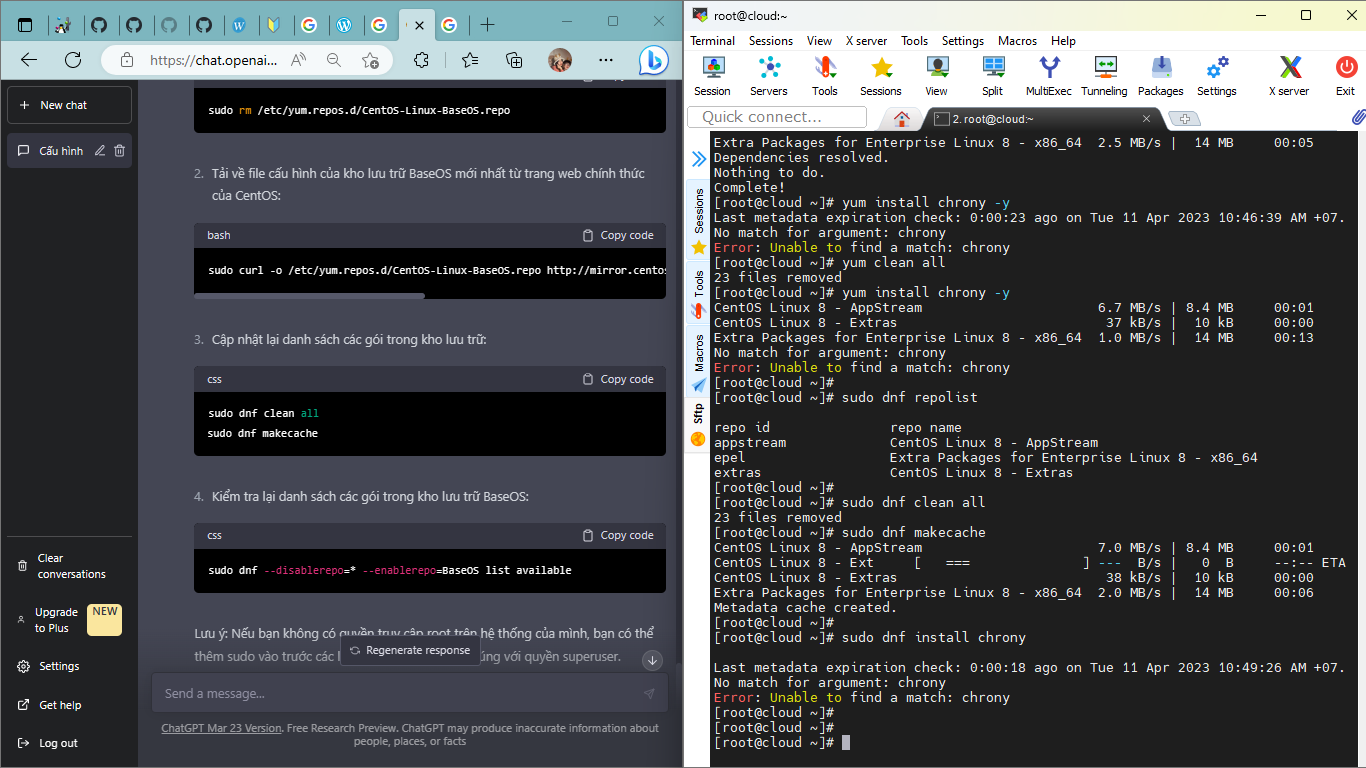 https://chat.openai...
New chat
Cấu hình
sudo rm /etc/yum.repos.d/CentOS-Linux-BaseOS.repo
2. Tải về file cấu hình của kho lưu trữ BaseOS mới nhất từ trang web chính thức
của CentOS:
bash
Copy code
sudo curl -o /etc/yum.repos.d/CentOS-Linux-BaseOS.repo http://mirror.centos
3. Cập nhật lại danh sách các gói trong kho lưu trữ:
css
Copy code
sudo dnf clean all
sudo dnf makecache
4. Kiểm tra lại danh sách các gói trong kho lưu trữ BaseOS:
css
Copy code
sudo dnf --disablerepo=* --enablerepo=BaseOS list available
Lưu ý: Nếu bạn không có quyền truy cập root trên hệ thống của mình, bạn có thể
thêm sudo vào trước các
với quyền superuser.
Regenerate response
Send a message...
ChatGPT Mar 23 Version. Free Research Preview. ChatGPT may produce inaccurate information about
people, places, or facts
Clear
conversations
Upgrade
to Plus
NEW
Settings
Get help
Log out
root@cloud:~
Terminal Sessions View X server Tools Settings Macros Help
Session Servers Tools Sessions View Split MultiExec Tunneling Packages Settings X server Exit
Quick connect...
2. root@cloud:~
Sessions
Tools
Macros
Sftp
Extra Packages for Enterprise Linux 8 - x86_64 2.5 MB/s | 14 MB 00:05
Dependencies resolved.
Nothing to do.
Complete!
[root@cloud ~]# yum install chrony -y
Last metadata expiration check: 0:00:23 ago on Tue 11 Apr 2023 10:46:39 AM +07.
No match for argument: chrony
Error: Unable to find a match: chrony
[root@cloud ~]# yum clean all
23 files removed
[root@cloud ~]# yum install chrony -y
CentOS Linux 8 - AppStream 6.7 MB/s | 8.4 MB 00:01
CentOS Linux 8 - Extras 37 kB/s | 10 kB 00:00
Extra Packages for Enterprise Linux 8 - x86_64 1.0 MB/s | 14 MB 00:13
No match for argument: chrony
Error: Unable to find a match: chrony
[root@cloud ~]#
[root@cloud ~]# sudo dnf repolist
repo id repo name
appstream CentOS Linux 8 - AppStream
epel Extra Packages for Enterprise Linux 8 - x86_64
extras CentOS Linux 8 - Extras
[root@cloud ~]#
[root@cloud ~]# sudo dnf clean all
23 files removed
[root@cloud ~]# sudo dnf makecache
CentOS Linux 8 - AppStream 7.0 MB/s | 8.4 MB 00:01
CentOS Linux 8 - Ext [ === ] --- B/s | 0 B --:-- ETA
CentOS Linux 8 - Extras 38 kB/s | 10 kB 00:00
Extra Packages for Enterprise Linux 8 - x86_64 2.0 MB/s | 14 MB 00:06
Metadata cache created.
[root@cloud ~]#
[root@cloud ~]# sudo dnf install chrony
Last metadata expiration check: 0:00:18 ago on Tue 11 Apr 2023 10:49:26 AM +07.
No match for argument: chrony
Error: Unable to find a match: chrony
[root@cloud ~]#
[root@cloud ~]#
[root@cloud ~]#